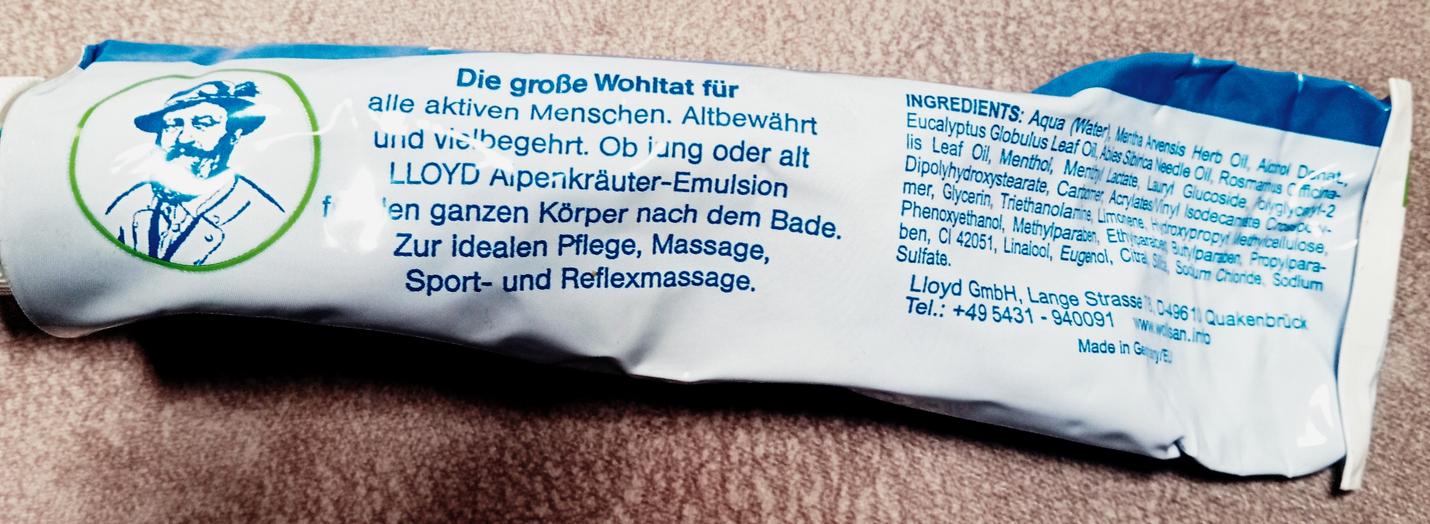 Die große Wohltat für
alle aktiven Menschen. Altbewährt
und vielbegehrt. Ob jung oder alt
LLOYD Alpenkräuter-Emulsion
den ganzen Körper nach dem Bade.
Zur idealen Pflege, Massage,
Sport- und Reflexmassage.
INGREDIENTS: Aqua (Water), Mentha Arvensis Herb Oil, Alcohol Denat.,
Eucalyptus Globulus Leaf Oil, Abies Sibirica Needle Oil, Rosmarinus Officina-
lis Leaf Oil, Menthol, Menthyl Lactate, Lauryl Glucoside, Polyglyceryl-2
Dipolyhydroxystearate, Carbomer, Acrylates/Vinyl Isodecanoate Crosspoly-
mer, Glycerin, Triethanolamine, Limonene, Hydroxypropyl Methylcellulose,
Phenoxyethanol, Methylparaben, Ethylparaben, Butylparaben, Propylpara-
ben, CI 42051, Linalool, Eugenol, Citral, Sodium Chloride, Sodium
Sulfate.
Lloyd GmbH, Lange Strasse D-49610 Quakenbrück
Tel.: +49 5431 - 940091
Made in Germany/EU